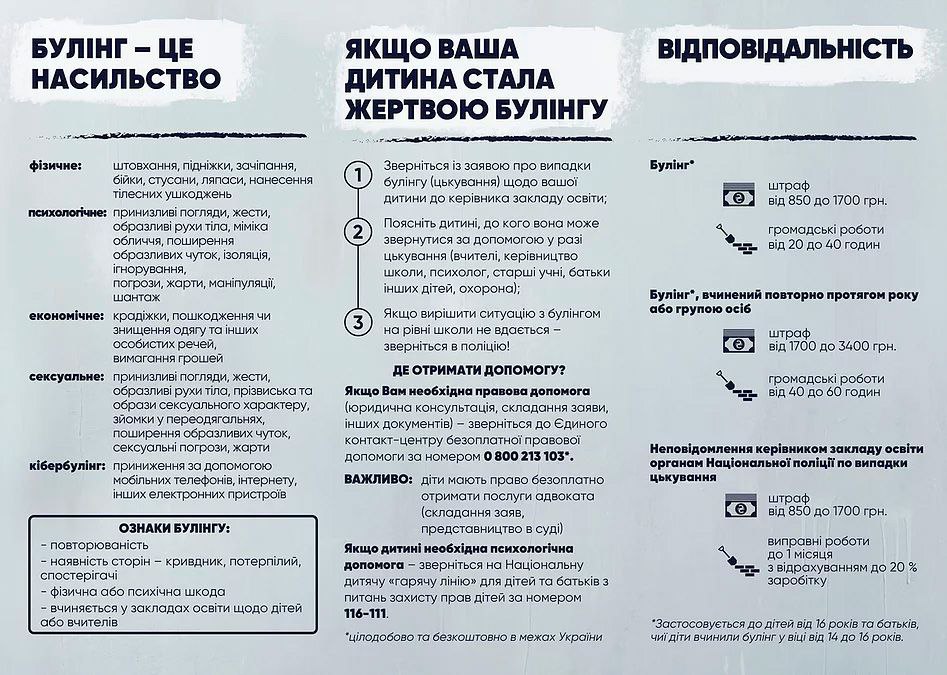 БУЛІНГ – ЦЕ
НАСИЛЬСТВО
фізичне: штовхання, підніжки, зачіпання,
бійки, стусани, ляпаси, нанесення
тілесних ушкоджень
психологічне: принизливі погляди, жести,
образливі рухи тіла, міміка
обличчя, поширення
образливих чуток, ізоляція,
ігнорування,
погрози, жарти, маніпуляції,
шантаж
економічне: крадіжки, пошкодження чи
знищення одягу та інших
особистих речей,
вимагання грошей
сексуальне: принизливі погляди, жести,
образливі рухи тіла, прізвиська та
образи сексуального характеру,
зйомки у переодягальнях,
поширення образливих чуток,
сексуальні погрози, жарти
кібербулінг: приниження за допомогою
мобільних телефонів, інтернету,
інших електронних пристроїв
ОЗНАКИ БУЛІНГУ:
- повторюваність
- наявність сторін – кривдник, потерпілий,
спостерігачі
- фізична або психічна шкода
- вчиняється у закладах освіти щодо дітей
або вчителів
ЯКЩО ВАША
ДИТИНА СТАЛА
ЖЕРТВОЮ БУЛІНГУ
1 Зверніться із заявою про випадки
булінгу (цькування) щодо вашої
дитини до керівника закладу освіти;
2 Поясніть дитині, до кого вона може
звернутися за допомогою у разі
цькування (вчителі, керівництво
школи, психолог, старші учні, батьки
інших дітей, охорона);
3 Якщо вирішити ситуацію з булінгом
на рівні школи не вдається –
зверніться в поліцію!
ДЕ ОТРИМАТИ ДОПОМОГУ?
Якщо Вам необхідна правова допомога
(юридична консультація, складання заяви,
інших документів) – зверніться до Єдиного
контакт-центру безоплатної правової
допомоги за номером 0 800 213 103*.
ВАЖЛИВО: діти мають право безоплатно
отримати послуги адвоката
(складання заяв,
представництво в суді)
Якщо дитині необхідна психологічна
допомога – зверніться на Національну
дитячу «гарячу лінію» для дітей та батьків з
питань захисту прав дітей за номером
116-111.
*цілодобово та безкоштовно в межах України
ВІДПОВІДАЛЬНІСТЬ
Булінг*
штраф
від 850 до 1700 грн.
громадські роботи
від 20 до 40 годин
Булінг*, вчинений повторно протягом року
або групою осіб
штраф
від 1700 до 3400 грн.
громадські роботи
від 40 до 60 годин
Неповідомлення керівником закладу освіти
органам Національної поліції по випадки
цькування
штраф
від 850 до 1700 грн.
виправні роботи
до 1 місяця
з відрахуванням до 20 %
заробітку
*Застосовується до дітей від 16 років та батьків,
чиї діти вчинили булінг у віці від 14 до 16 років.